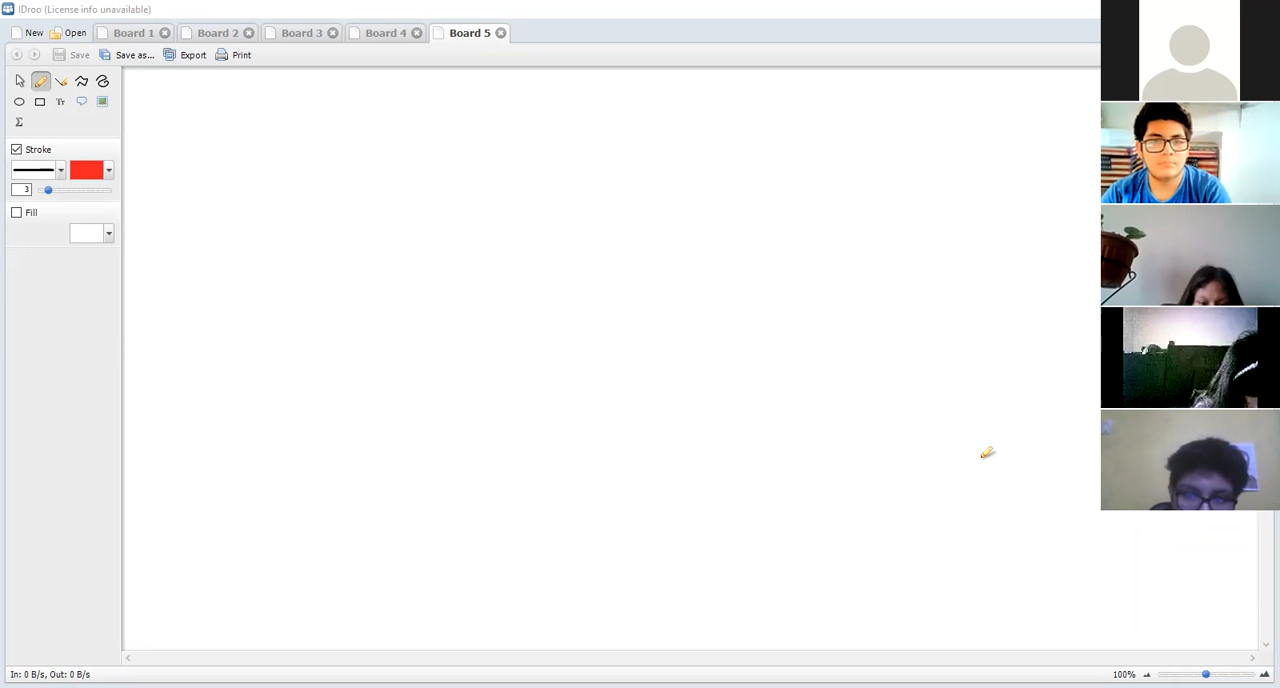 IDroo (License info unavailable)
New Open Board 1 Board 2 Board 3 Board 4 Board 5
Save Save as... Export Print
Tr
Σ
Stroke
3
Fill
In: 0 B/s, Out: 0 B/s 100%